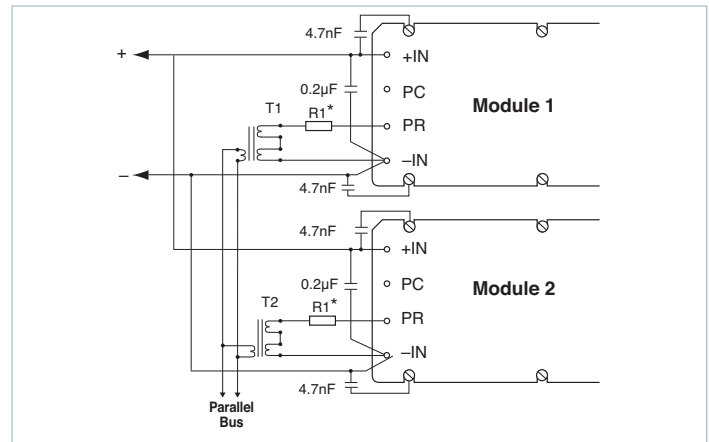 4.7nF
+IN
+
0.2µF
PC
Module 1
T1
R1*
PR
–IN
–
4.7nF
4.7nF
+IN
0.2µF
PC
Module 2
T2
R1*
PR
–IN
4.7nF
Parallel
Bus